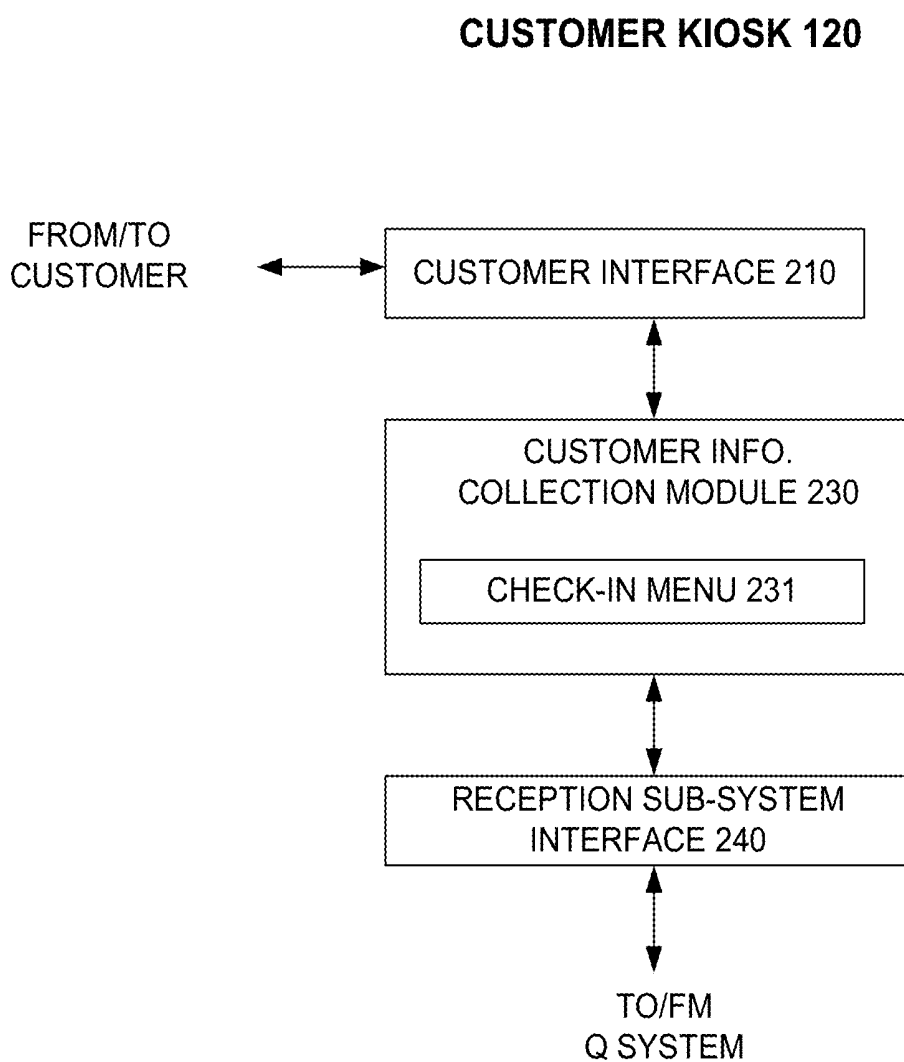 CUSTOMER KIOSK 120
FROM/TO
CUSTOMER
CUSTOMER INTERFACE 210
CUSTOMER INFO.
COLLECTION MODULE 230
CHECK-IN MENU 231
RECEPTION SUB-SYSTEM
INTERFACE 240
TO/FM
Q SYSTEM